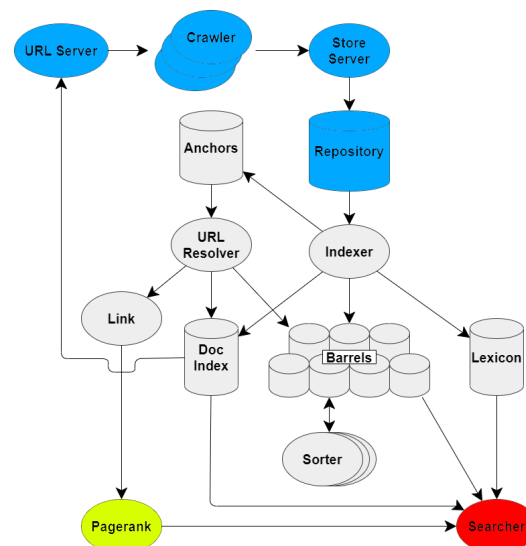 URL Server
Crawler
Store
Server
Anchors
Repository
URL
Resolver
Indexer
Link
Doc
Index
Barrels
Lexicon
Sorter
Pagerank
Searcher